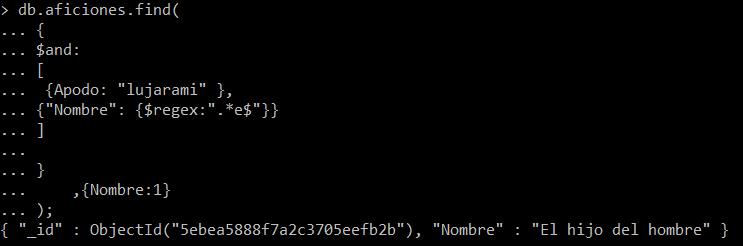 > db.aficiones.find(
... {
... $and:
... [
...  {Apodo: "lujarami" },
... {"Nombre": {$regex:".*e$"}}
... ]
...
... }
...     ,{Nombre:1}
... );
{ "_id" : ObjectId("5ebea5888f7a2c3705eefb2b"), "Nombre" : "El hijo del hombre" }